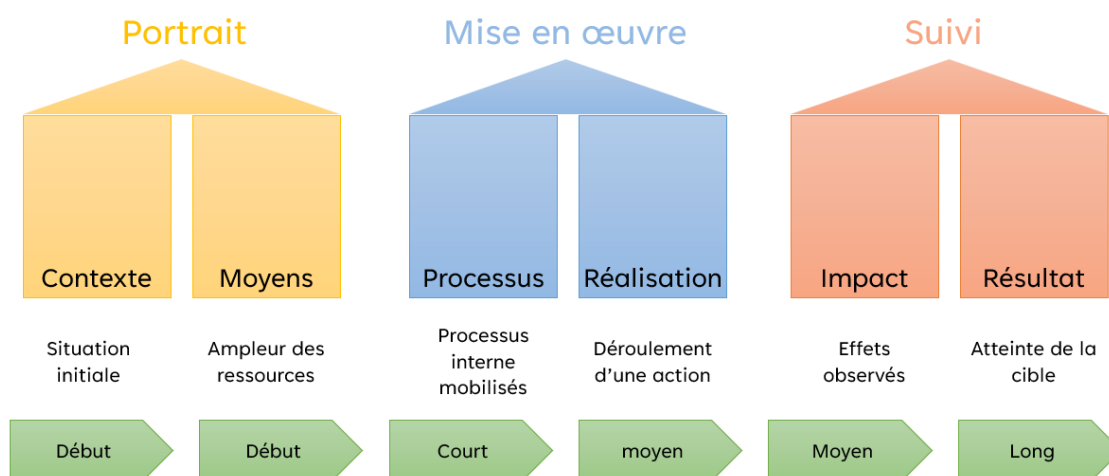 Portrait
Mise en œuvre
Suivi
Contexte
Moyens
Processus
Réalisation
Impact
Résultat
Situation
initiale
Ampleur des
ressources
Processus
interne
mobilisés
Déroulement
d'une action
Effets
observés
Atteinte de la
cible
Début
Début
Court
moyen
Moyen
Long